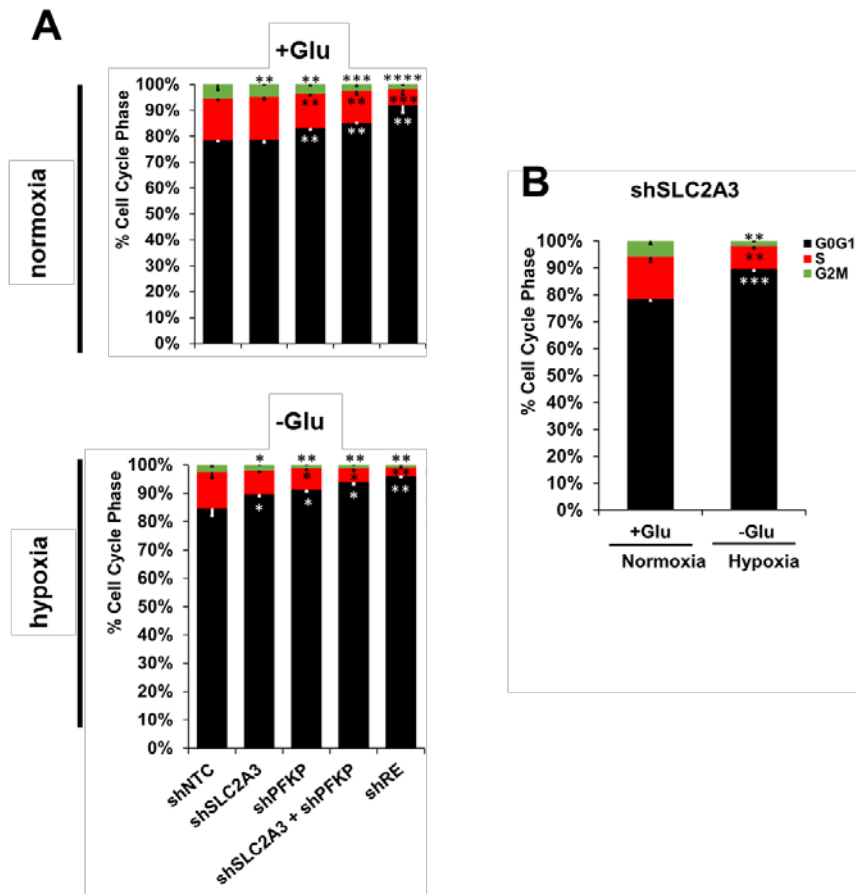 A
+Glu
normoxia
% Cell Cycle Phase
100%
90%
80%
70%
60%
50%
40%
30%
20%
10%
0%
** ** *** ****
** ** ***
** ** **
-Glu
hypoxia
% Cell Cycle Phase
100%
90%
80%
70%
60%
50%
40%
30%
20%
10%
0%
* ** ** **
* * **
* * * **
shNTC
shSLC2A3
shPFKP
shSLC2A3 + shPFKP
shRE
B
shSLC2A3
% Cell Cycle Phase
100%
90%
80%
70%
60%
50%
40%
30%
20%
10%
0%
**
**
***
G0G1
S
G2M
+Glu -Glu
Normoxia Hypoxia